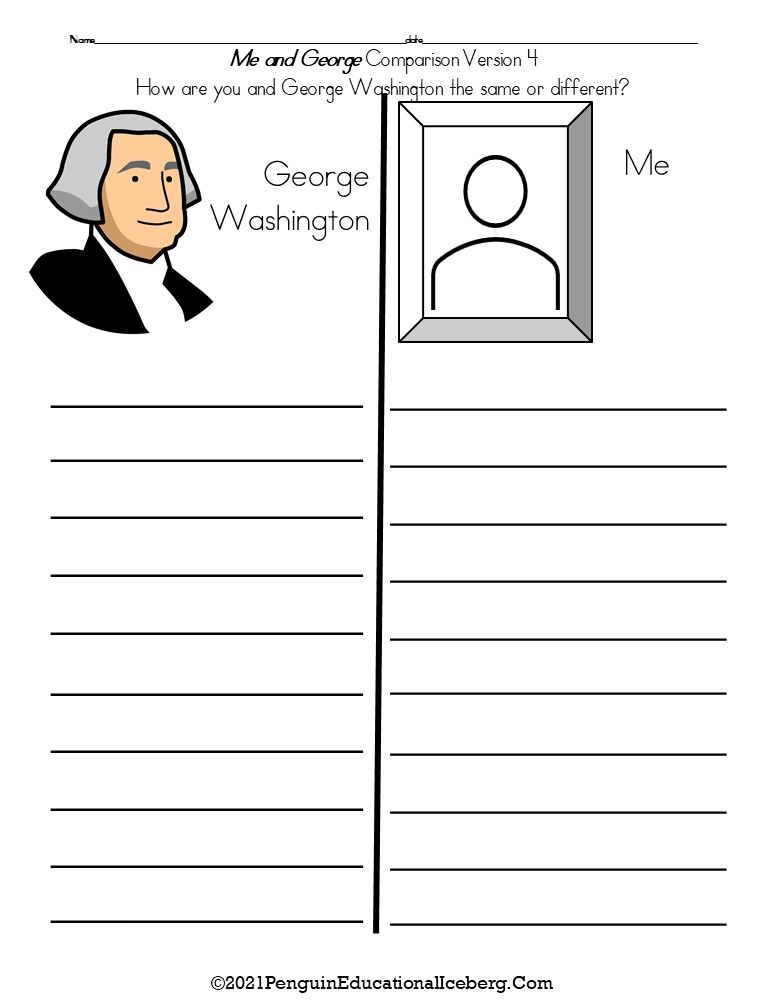 Name date
Me and George Comparison Version 4
How are you and George Washington the same or different?
George
Washington
Me
©2021PenguinEducationalIceberg.Com